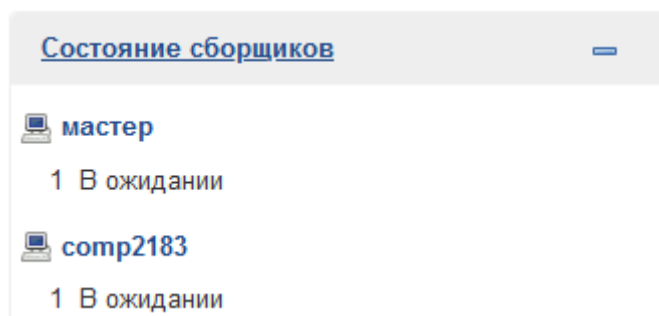 Состояние сборщиков
мастер
1 В ожидании
comp2183
1 В ожидании